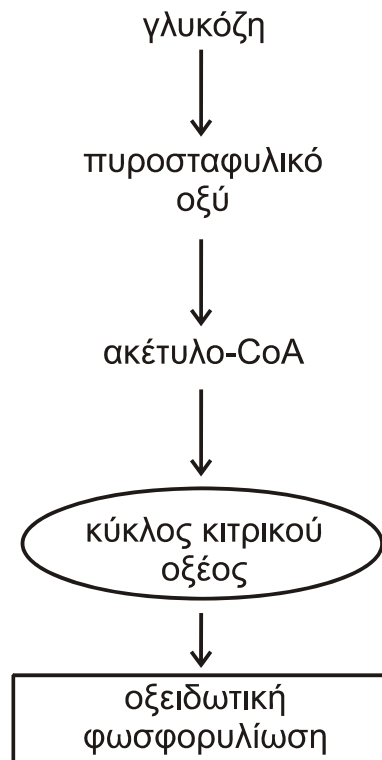 γλυκόζη
πυροσταφυλικό
οξύ
ακέτυλο-CoA
κύκλος κιτρικού
οξέος
οξειδωτική
φωσφορυλίωση